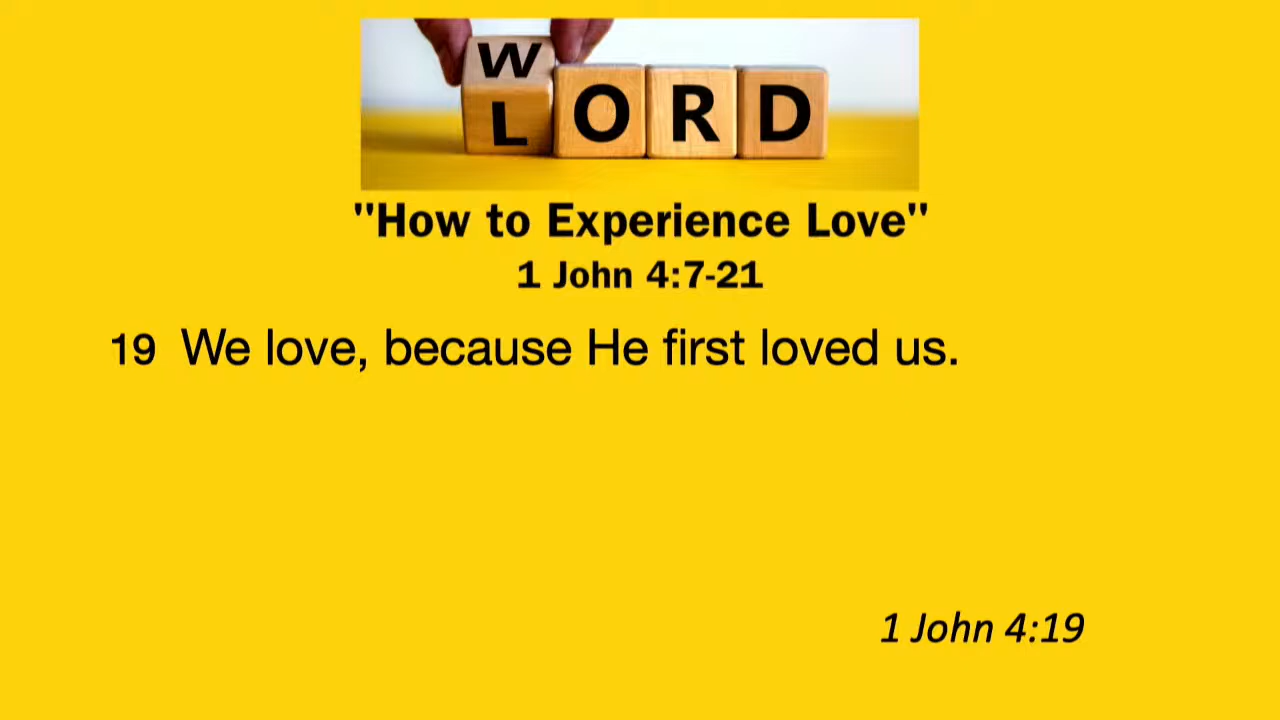 W
LORD
"How to Experience Love"
1 John 4:7-21
19 We love, because He first loved us.
1 John 4:19